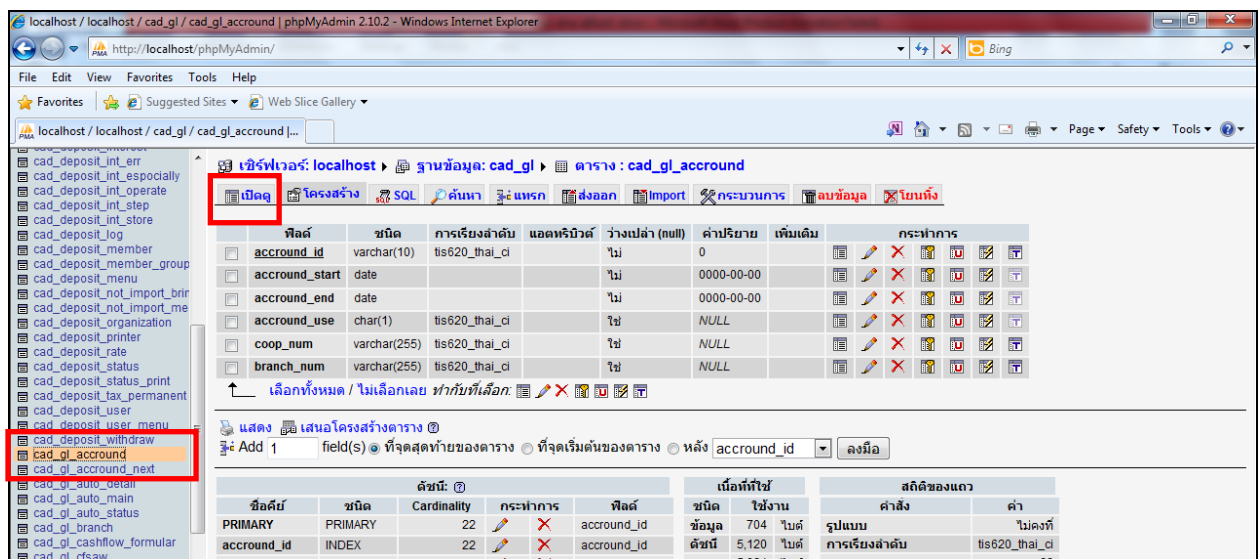 localhost / localhost / cad_gl / cad_gl_accround | phpMyAdmin 2.10.2 - Windows Internet Explorer
http://localhost/phpMyAdmin/
Bing
File Edit View Favorites Tools Help
Favorites Suggested Sites Web Slice Gallery
localhost / localhost / cad_gl / cad_gl_accround |...
Page Safety Tools
cad_deposit_interest
cad_deposit_int_err
cad_deposit_int_espocially
cad_deposit_int_operate
cad_deposit_int_step
cad_deposit_int_store
cad_deposit_log
cad_deposit_member
cad_deposit_member_group
cad_deposit_menu
cad_deposit_not_import_brin
cad_deposit_not_import_me
cad_deposit_organization
cad_deposit_printer
cad_deposit_rate
cad_deposit_status
cad_deposit_status_print
cad_deposit_tax_permanent
cad_deposit_user
cad_deposit_user_menu
cad_deposit_withdraw
cad_gl_accround
cad_gl_accround_next
cad_gl_auto_detail
cad_gl_auto_main
cad_gl_auto_status
cad_gl_branch
cad_gl_cashflow_formular
cad_gl_cfsaw
เซิร์ฟเวอร์: localhost ฐานข้อมูล: cad_gl ตาราง : cad_gl_accround
เปิดดู โครงสร้าง SQL ค้นหา แทรก ส่งออก Import กระบวนการ ลบข้อมูล โยนทิ้ง
ฟิลด์ ชนิด การเรียงลำดับ แอตทริบิวต์ ว่างเปล่า (null) ค่าปริยาย เพิ่มเติม กระทำการ
accround_id varchar(10) tis620_thai_ci ไม่ 0
accround_start date ไม่ 0000-00-00
accround_end date ไม่ 0000-00-00
accround_use char(1) tis620_thai_ci ใช่ NULL
coop_num varchar(255) tis620_thai_ci ใช่ NULL
branch_num varchar(255) tis620_thai_ci ใช่ NULL
เลือกทั้งหมด / ไม่เลือกเลย ทำกับที่เลือก:
แสดง เสนอโครงสร้างตาราง
Add 1 field(s) ที่จุดสุดท้ายของตาราง ที่จุดเริ่มต้นของตาราง หลัง accround_id ลงมือ
ดัชนี: เนื้อที่ที่ใช้ สถิติของแถว
ชื่อคีย์ ชนิด Cardinality กระทำการ ฟิลด์ ชนิด ใช้งาน คำสั่ง ค่า
PRIMARY PRIMARY 22 accround_id ข้อมูล 704 ไบต์ รูปแบบ ไม่คงที่
accround_id INDEX 22 accround_id ดัชนี 5,120 ไบต์ การเรียงลำดับ tis620_thai_ci